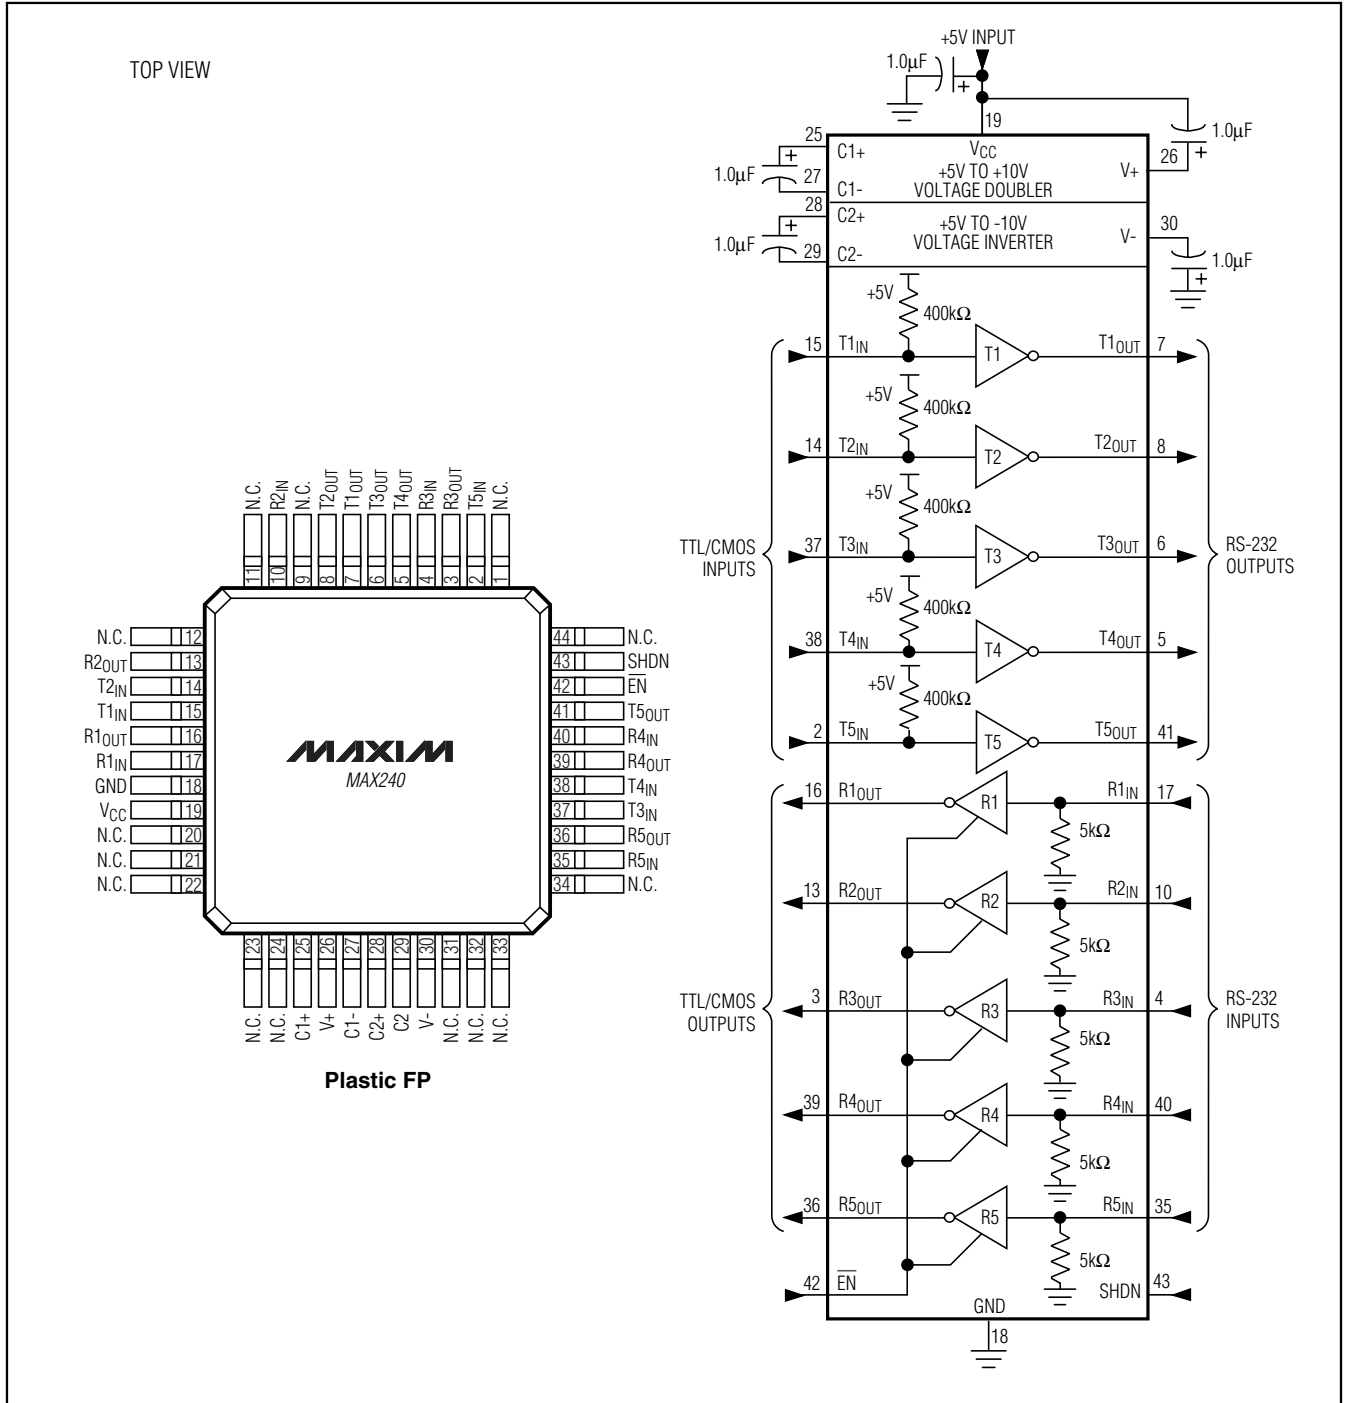 TOP VIEW
N.C.
R2IN
N.C.
T2OUT
T1OUT
T3OUT
T4OUT
R3IN
R3OUT
T5IN
N.C.
11
10
9
8
7
6
5
4
3
2
1
N.C. 12
R2OUT 13
T2IN 14
T1IN 15
R1OUT 16
R1IN 17
GND 18
VCC 19
N.C. 20
N.C. 21
N.C. 22
MAXIM
MAX240
44 N.C.
43 SHDN
42 EN
41 T5OUT
40 R4IN
39 R4OUT
38 T4IN
37 T3IN
36 R5OUT
35 R5IN
34 N.C.
23
24
25
26
27
28
29
30
31
32
33
N.C.
N.C.
C1+
V+
C1-
C2+
C2
V-
N.C.
N.C.
N.C.
Plastic FP
+5V INPUT
1.0µF
+
19
1.0µF
+
26
25
1.0µF
+
27
28
1.0µF
+
29
C1+
C1-
VCC
+5V TO +10V
VOLTAGE DOUBLER
V+
C2+
C2-
+5V TO -10V
VOLTAGE INVERTER
V-
30
1.0µF
+
TTL/CMOS
INPUTS
+5V
400kΩ
15 T1IN T1 T1OUT 7
+5V
400kΩ
14 T2IN T2 T2OUT 8
+5V
400kΩ
37 T3IN T3 T3OUT 6
+5V
400kΩ
38 T4IN T4 T4OUT 5
+5V
400kΩ
2 T5IN T5 T5OUT 41
RS-232
OUTPUTS
TTL/CMOS
OUTPUTS
16 R1OUT R1 R1IN 17
5kΩ
13 R2OUT R2 R2IN 10
5kΩ
3 R3OUT R3 R3IN 4
5kΩ
39 R4OUT R4 R4IN 40
5kΩ
36 R5OUT R5 R5IN 35
5kΩ
RS-232
INPUTS
42 EN
SHDN 43
GND
18